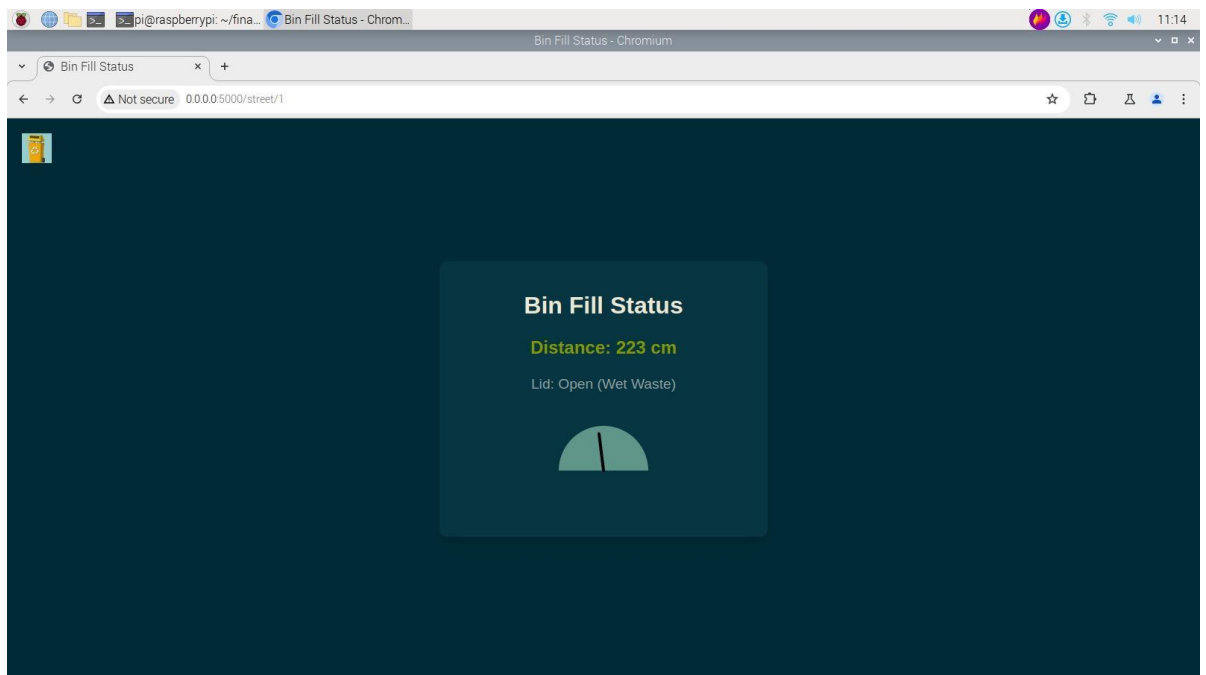 pi@raspberrypi: ~/fina... Bin Fill Status - Chrom... 11:14
Bin Fill Status - Chromium
Bin Fill Status
Not secure 0.0.0.0:5000/street/1
Bin Fill Status
Distance: 223 cm
Lid: Open (Wet Waste)